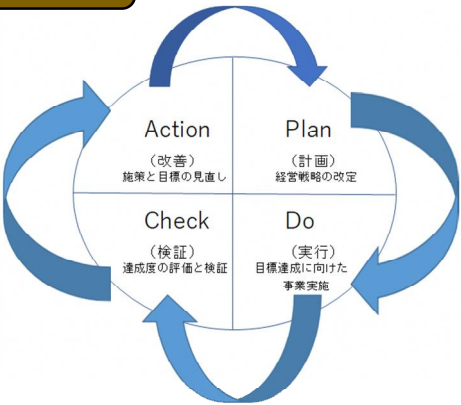 Action
（改善）
施策と目標の見直し
Plan
（計画）
経営戦略の改定
Check
（検証）
達成度の評価と検証
Do
（実行）
目標達成に向けた
事業実施